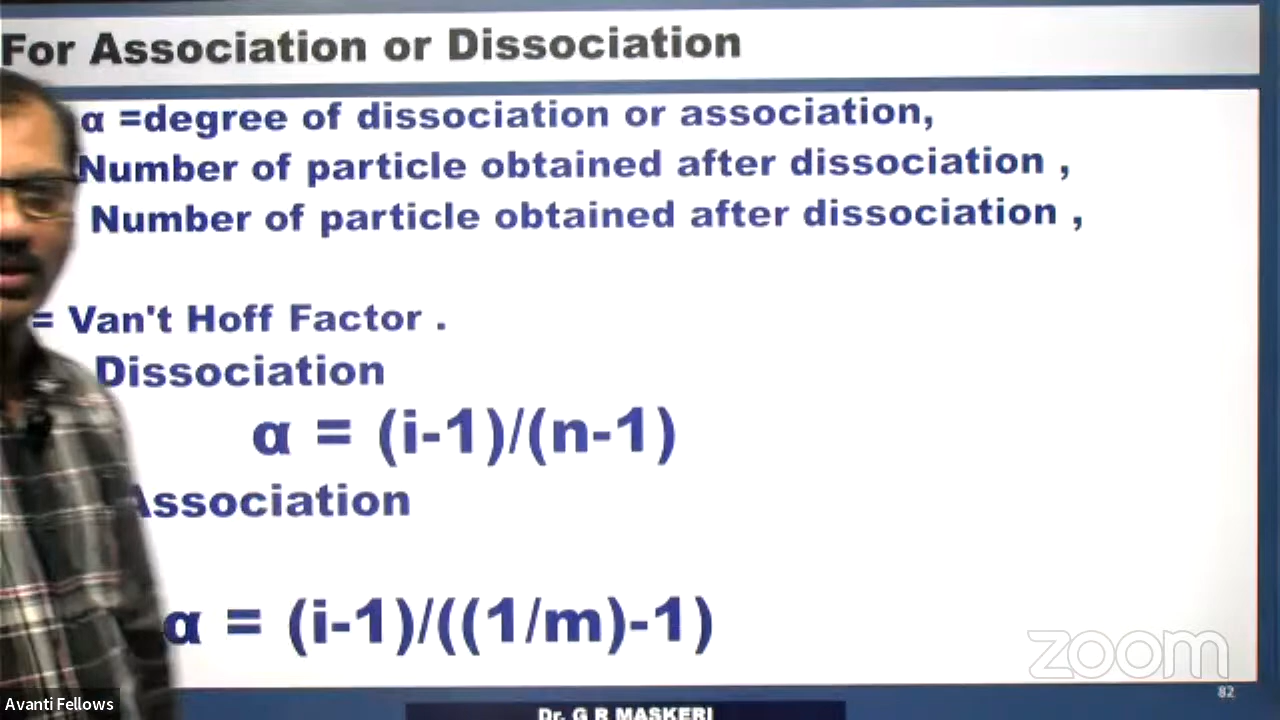 For Association or Dissociation
α =degree of dissociation or association,
Number of particle obtained after dissociation ,
Number of particle obtained after dissociation ,
= Van't Hoff Factor .
Dissociation
α = (i-1)/(n-1)
Association
α = (i-1)/((1/m)-1)
zoom
82
Avanti Fellows
Dr. G R MASKERI